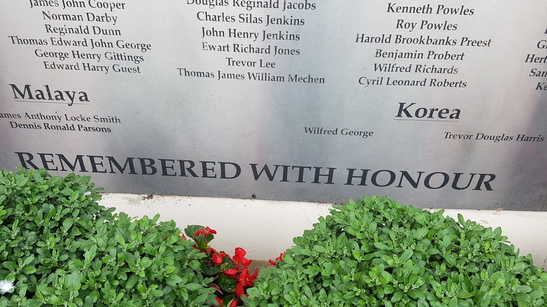 James John Cooper
Norman Darby
Reginald Dunn
Thomas Edward John George
George Henry Gittings
Edward Harry Guest
Douglas Reginald Jacobs
Charles Silas Jenkins
John Henry Jenkins
Ewart Richard Jones
Trevor Lee
Thomas James William Mechen
Kenneth Powles
Roy Powles
Harold Brookbanks Preest
Benjamin Probert
Wilfred Richards
Cyril Leonard Roberts
Malaya
James Anthony Locke Smith
Dennis Ronald Parsons
Korea
Wilfred George
Trevor Douglas Harris
REMEMBERED WITH HONOUR